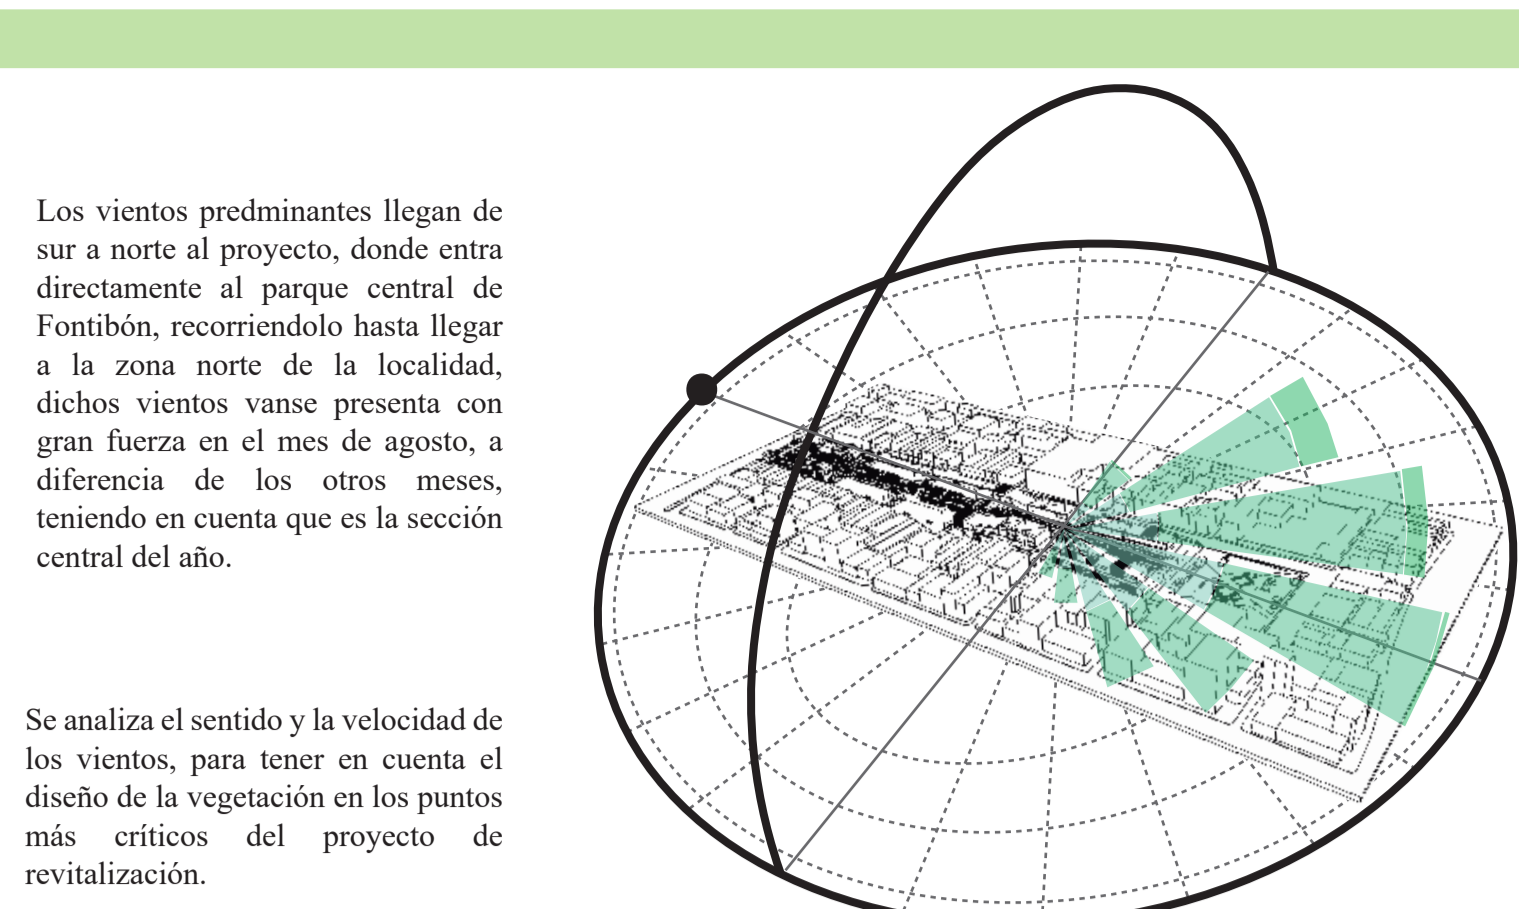 Los vientos predminantes llegan de
sur a norte al proyecto, donde entra
directamente al parque central de
Fontibón, recorriendolo hasta llegar
a la zona norte de la localidad,
dichos vientos vanse presenta con
gran fuerza en el mes de agosto, a
diferencia de los otros meses,
teniendo en cuenta que es la sección
central del año.
Se analiza el sentido y la velocidad de
los vientos, para tener en cuenta el
diseño de la vegetación en los puntos
más críticos del proyecto de
revitalización.